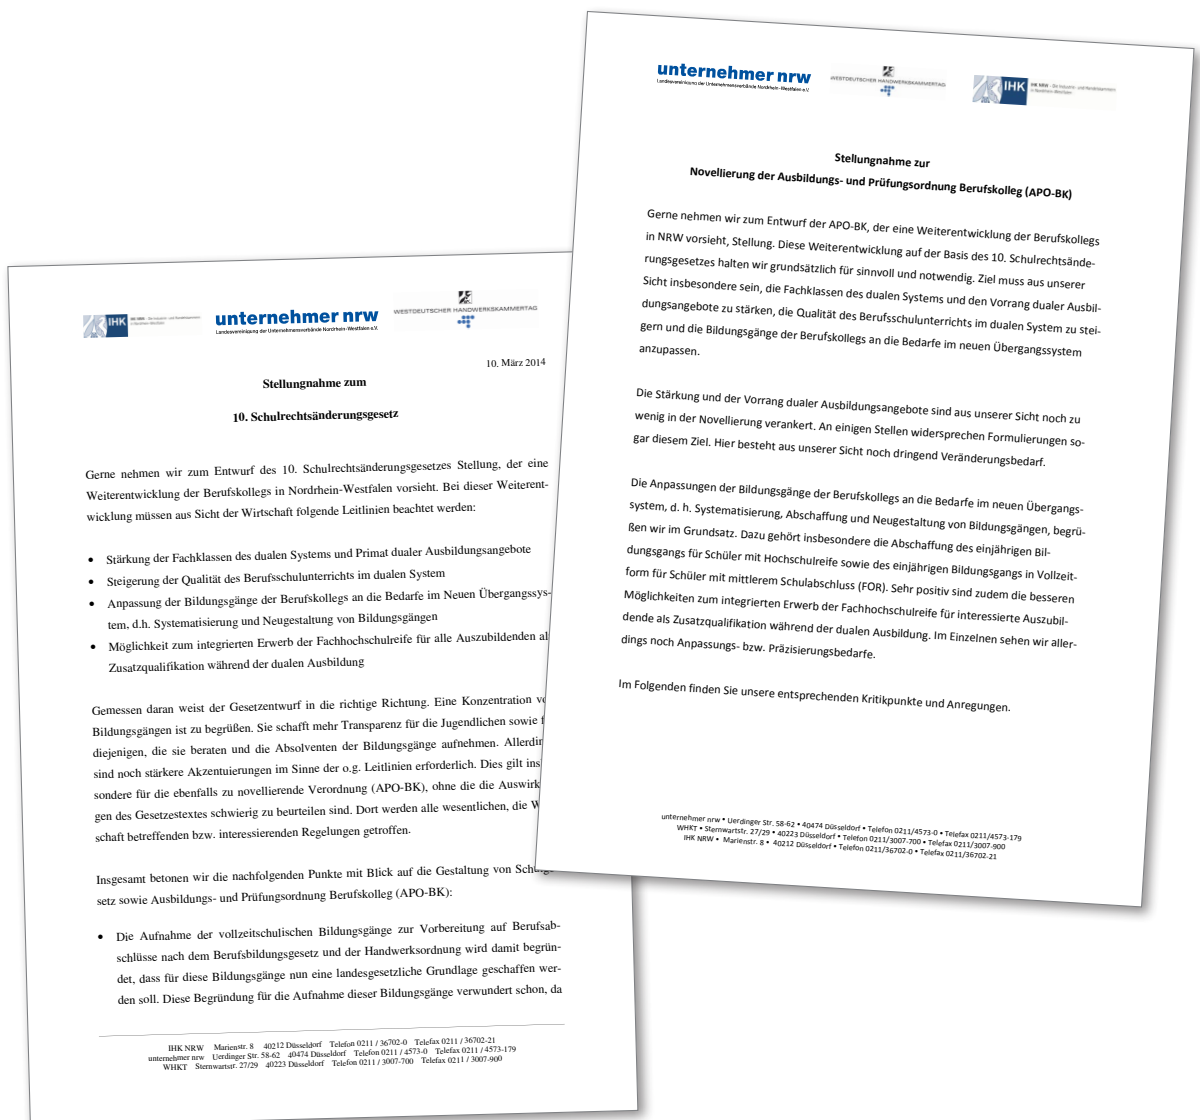 IHK
unternehmer nrw
Landesvereinigung der Unternehmensverbände Nordrhein-Westfalen e.V.
WESTDEUTSCHER HANDWERKSKAMMERTAG
10. März 2014
Stellungnahme zum
10. Schulrechtsänderungsgesetz
Gerne nehmen wir zum Entwurf des 10. Schulrechtsänderungsgesetzes Stellung, der eine
Weiterentwicklung der Berufskollegs in Nordrhein-Westfalen vorsieht. Bei dieser Weiterent-
wicklung müssen aus Sicht der Wirtschaft folgende Leitlinien beachtet werden:
• Stärkung der Fachklassen des dualen Systems und Primat dualer Ausbildungsangebote
• Steigerung der Qualität des Berufsschulunterrichts im dualen System
• Anpassung der Bildungsgänge der Berufskollegs an die Bedarfe im Neuen Übergangssys-
tem, d.h. Systematisierung und Neugestaltung von Bildungsgängen
• Möglichkeit zum integrierten Erwerb der Fachhochschulreife für alle Auszubildenden al
Zusatzqualifikation während der dualen Ausbildung
Gemessen daran weist der Gesetzentwurf in die richtige Richtung. Eine Konzentration v
Bildungsgängen ist zu begrüßen. Sie schafft mehr Transparenz für die Jugendlichen sowie f
diejenigen, die sie beraten und die Absolventen der Bildungsgänge aufnehmen. Allerdin
sind noch stärkere Akzentuierungen im Sinne der o.g. Leitlinien erforderlich. Dies gilt ins
sondere für die ebenfalls zu novellierende Verordnung (APO-BK), ohne die die Auswirk
gen des Gesetzestextes schwierig zu beurteilen sind. Dort werden alle wesentlichen, die W
schaft betreffenden bzw. interessierenden Regelungen getroffen.
Insgesamt betonen wir die nachfolgenden Punkte mit Blick auf die Gestaltung von Schulge-
setz sowie Ausbildungs- und Prüfungsordnung Berufskolleg (APO-BK):
• Die Aufnahme der vollzeitschulischen Bildungsgänge zur Vorbereitung auf Berufsab-
schlüsse nach dem Berufsbildungsgesetz und der Handwerksordnung wird damit begrün-
det, dass für diese Bildungsgänge nun eine landesgesetzliche Grundlage geschaffen wer-
den soll. Diese Begründung für die Aufnahme dieser Bildungsgänge verwundert schon, da
IHK NRW Marienstr. 8 40212 Düsseldorf Telefon 0211 / 36702-0 Telefax 0211 / 36702-21
unternehmer nrw Uerdinger Str. 58-62 40474 Düsseldorf Telefon 0211 / 4573-0 Telefax 0211 / 4573-179
WHKT Sternwartstr. 27/29 40223 Düsseldorf Telefon 0211 / 3007-700 Telefax 0211 / 3007-900
unternehmer nrw
Landesvereinigung der Unternehmensverbände Nordrhein-Westfalen e.V.
WESTDEUTSCHER HANDWERKSKAMMERTAG
IHK
Stellungnahme zur
Novellierung der Ausbildungs- und Prüfungsordnung Berufskolleg (APO-BK)
Gerne nehmen wir zum Entwurf der APO-BK, der eine Weiterentwicklung der Berufskollegs
in NRW vorsieht, Stellung. Diese Weiterentwicklung auf der Basis des 10. Schulrechtsände-
rungsgesetzes halten wir grundsätzlich für sinnvoll und notwendig. Ziel muss aus unserer
Sicht insbesondere sein, die Fachklassen des dualen Systems und den Vorrang dualer Ausbil-
dungsangebote zu stärken, die Qualität des Berufsschulunterrichts im dualen System zu stei-
gern und die Bildungsgänge der Berufskollegs an die Bedarfe im neuen Übergangssystem
anzupassen.
Die Stärkung und der Vorrang dualer Ausbildungsangebote sind aus unserer Sicht noch zu
wenig in der Novellierung verankert. An einigen Stellen widersprechen Formulierungen so-
gar diesem Ziel. Hier besteht aus unserer Sicht noch dringend Veränderungsbedarf.
Die Anpassungen der Bildungsgänge der Berufskollegs an die Bedarfe im neuen Übergangs-
system, d. h. Systematisierung, Abschaffung und Neugestaltung von Bildungsgängen, begrü-
ßen wir im Grundsatz. Dazu gehört insbesondere die Abschaffung des einjährigen Bil-
dungsgangs für Schüler mit Hochschulreife sowie des einjährigen Bildungsgangs in Vollzeit-
form für Schüler mit mittlerem Schulabschluss (FOR). Sehr positiv sind zudem die besseren
Möglichkeiten zum integrierten Erwerb der Fachhochschulreife für interessierte Auszubil-
dende als Zusatzqualifikation während der dualen Ausbildung. Im Einzelnen sehen wir aller-
dings noch Anpassungs- bzw. Präzisierungsbedarfe.
Im Folgenden finden Sie unsere entsprechenden Kritikpunkte und Anregungen.
unternehmer nrw • Uerdinger Str. 58-62 • 40474 Düsseldorf • Telefon 0211/4573-0 • Telefax 0211/4573-179
WHKT • Sternwartstr. 27/29 • 40223 Düsseldorf • Telefon 0211/3007-700 • Telefax 0211/3007-900
IHK NRW • Marienstr. 8 • 40212 Düsseldorf • Telefon 0211/36702-0 • Telefax 0211/36702-21